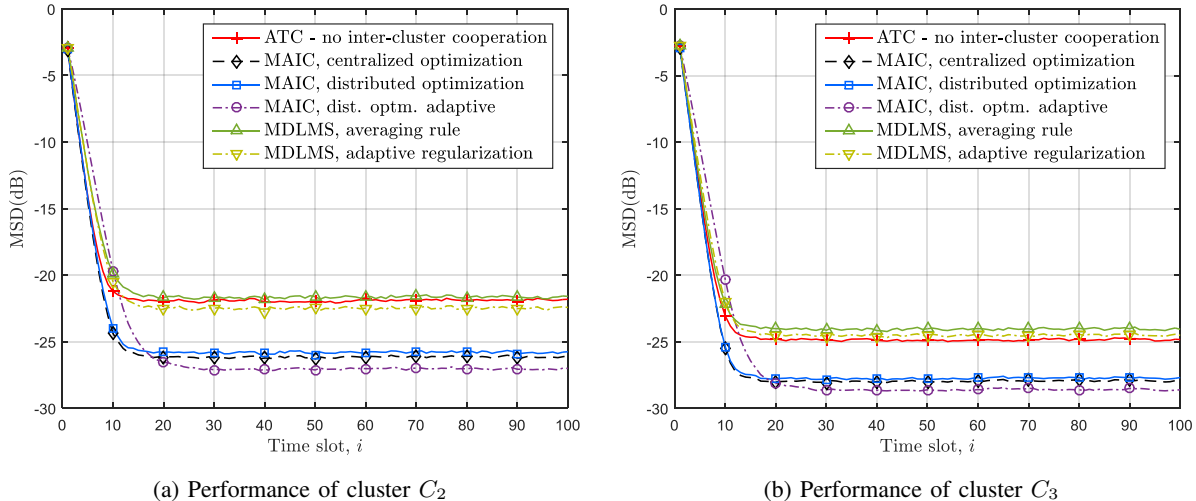 0
-5
-10
-15
-20
-25
-30
MSD(dB)
ATC - no inter-cluster cooperation
MAIC, centralized optimization
MAIC, distributed optimization
MAIC, dist. optm. adaptive
MDLMS, averaging rule
MDLMS, adaptive regularization
0 10 20 30 40 50 60 70 80 90 100
Time slot, i
(a) Performance of cluster C₂
0
-5
-10
-15
-20
-25
-30
MSD(dB)
ATC - no inter-cluster cooperation
MAIC, centralized optimization
MAIC, distributed optimization
MAIC, dist. optm. adaptive
MDLMS, averaging rule
MDLMS, adaptive regularization
0 10 20 30 40 50 60 70 80 90 100
Time slot, i
(b) Performance of cluster C₃